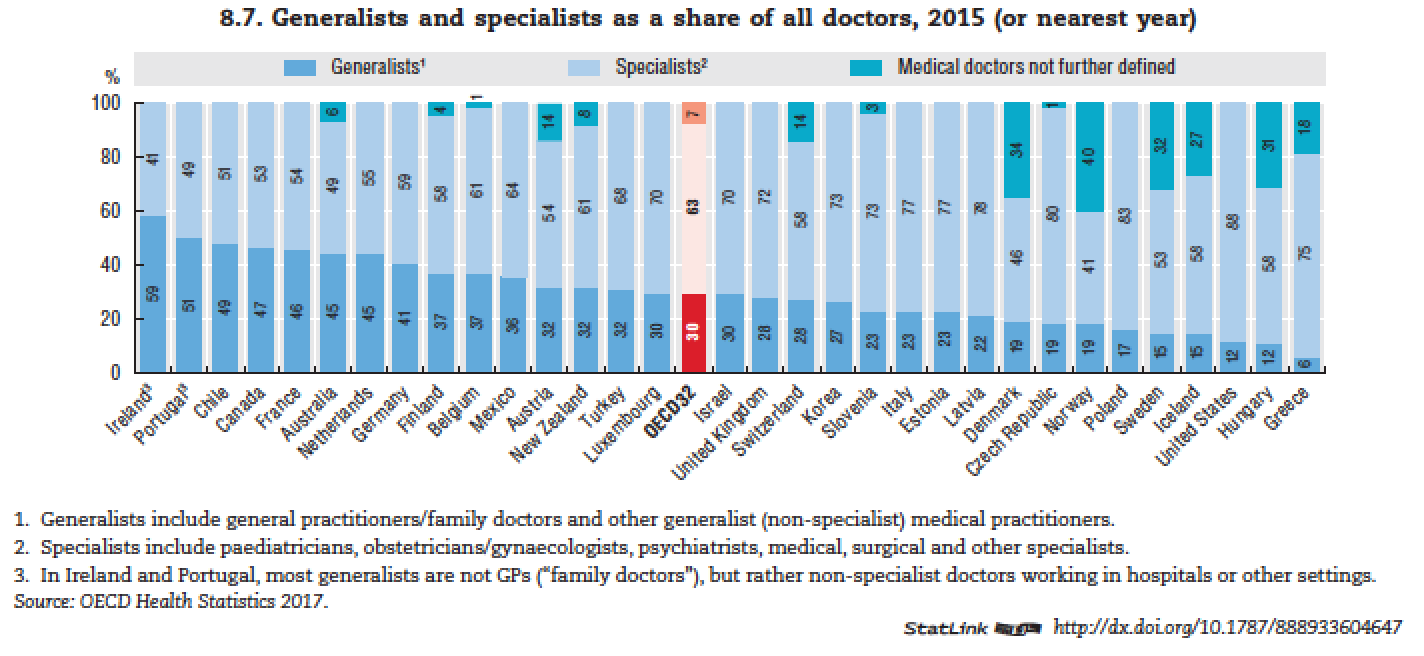 8.7. Generalists and specialists as a share of all doctors, 2015 (or nearest year)
Generalists¹ Specialists² Medical doctors not further defined
%
100
80
60
40
20
0
41 49 51 53 54 6 49 55 59 4 58 1 61 64 14 54 8 61 68 70 7 63 70 72 14 58 73 3 73 77 77 78 34 46 1 80 40 41 83 32 53 27 58 88 31 58 18 75
59 51 49 47 46 45 45 41 37 37 36 32 32 32 30 30 30 28 28 27 23 23 23 22 19 19 19 17 15 15 12 12 6
Ireland³ Portugal³ Chile Canada France Australia Netherlands Germany Finland Belgium Mexico Austria New Zealand Turkey Luxembourg OECD32 Israel United Kingdom Switzerland Korea Slovenia Italy Estonia Latvia Denmark Czech Republic Norway Poland Sweden Iceland United States Hungary Greece
1. Generalists include general practitioners/family doctors and other generalist (non-specialist) medical practitioners.
2. Specialists include paediatricians, obstetricians/gynaecologists, psychiatrists, medical, surgical and other specialists.
3. In Ireland and Portugal, most generalists are not GPs (“family doctors”), but rather non-specialist doctors working in hospitals or other settings.
Source: OECD Health Statistics 2017.
StatLink http://dx.doi.org/10.1787/888933604647